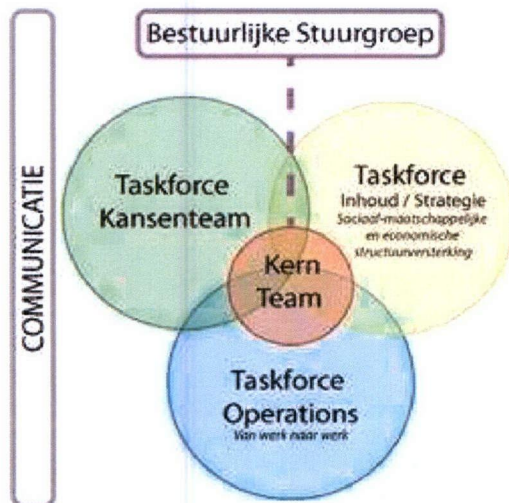 Bestuurlijke Stuurgroep
COMMUNICATIE
Taskforce
Kansenteam
Taskforce
Inhoud / Strategie
Sociaal-maatschappelijke
en economische
structuurversterking
Kern
Team
Taskforce
Operations
Van werk naar werk